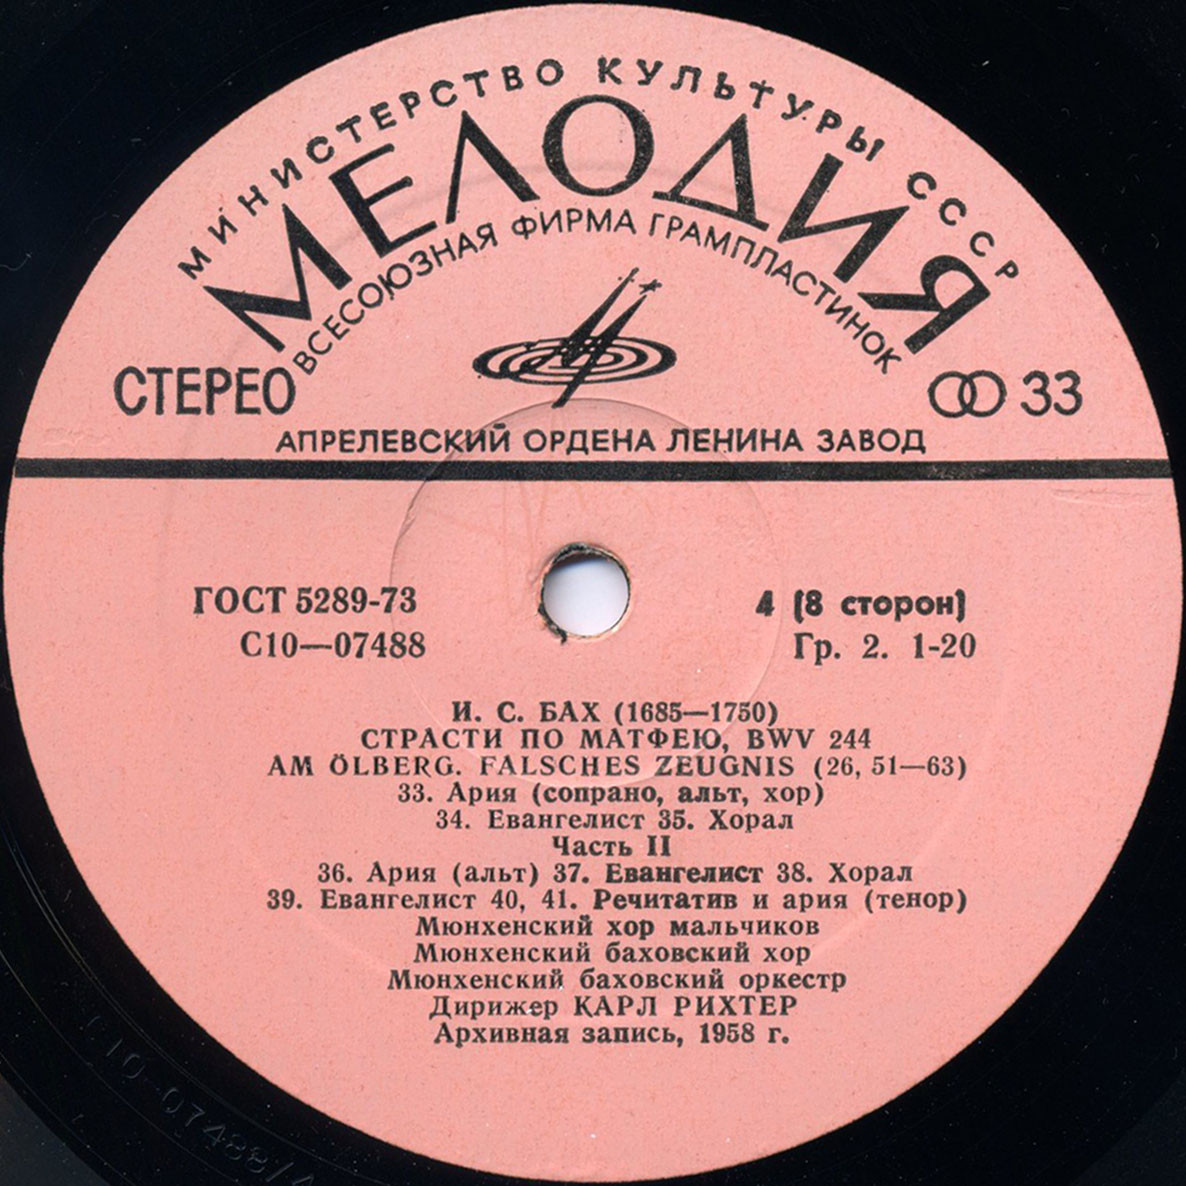 МИНИСТЕРСТВО КУЛЬТУРЫ СССР
МЕЛОДИЯ
ВСЕСОЮЗНАЯ ФИРМА ГРАМПЛАСТИНОК
СТЕРЕО
33
АПРЕЛЕВСКИЙ ОРДЕНА ЛЕНИНА ЗАВОД
ГОСТ 5289-73
С10—07488
4 (8 сторон)
Гр. 2. 1-20
И. С. БАХ (1685—1750)
СТРАСТИ ПО МАТФЕЮ, BWV 244
AM ÖLBERG. FALSCHES ZEUGNIS (26, 51—63)
33. Ария (сопрано, альт, хор)
34. Евангелист 35. Хорал
Часть II
36. Ария (альт) 37. Евангелист 38. Хорал
39. Евангелист 40, 41. Речитатив и ария (тенор)
Мюнхенский хор мальчиков
Мюнхенский баховский хор
Мюнхенский баховский оркестр
Дирижер КАРЛ РИХТЕР
Архивная запись, 1958 г.